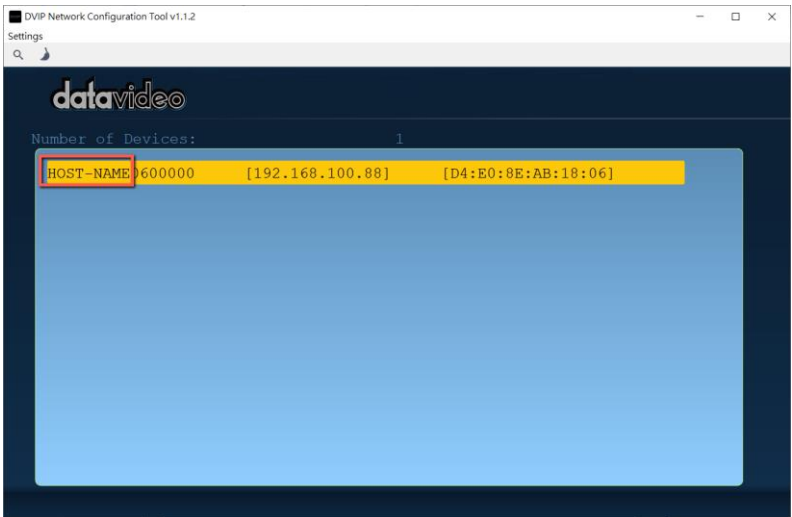 DVIP Network Configuration Tool v1.1.2
Settings
datavideo
Number of Devices: 1
HOST-NAME0600000 [192.168.100.88] [D4:E0:8E:AB:18:06]